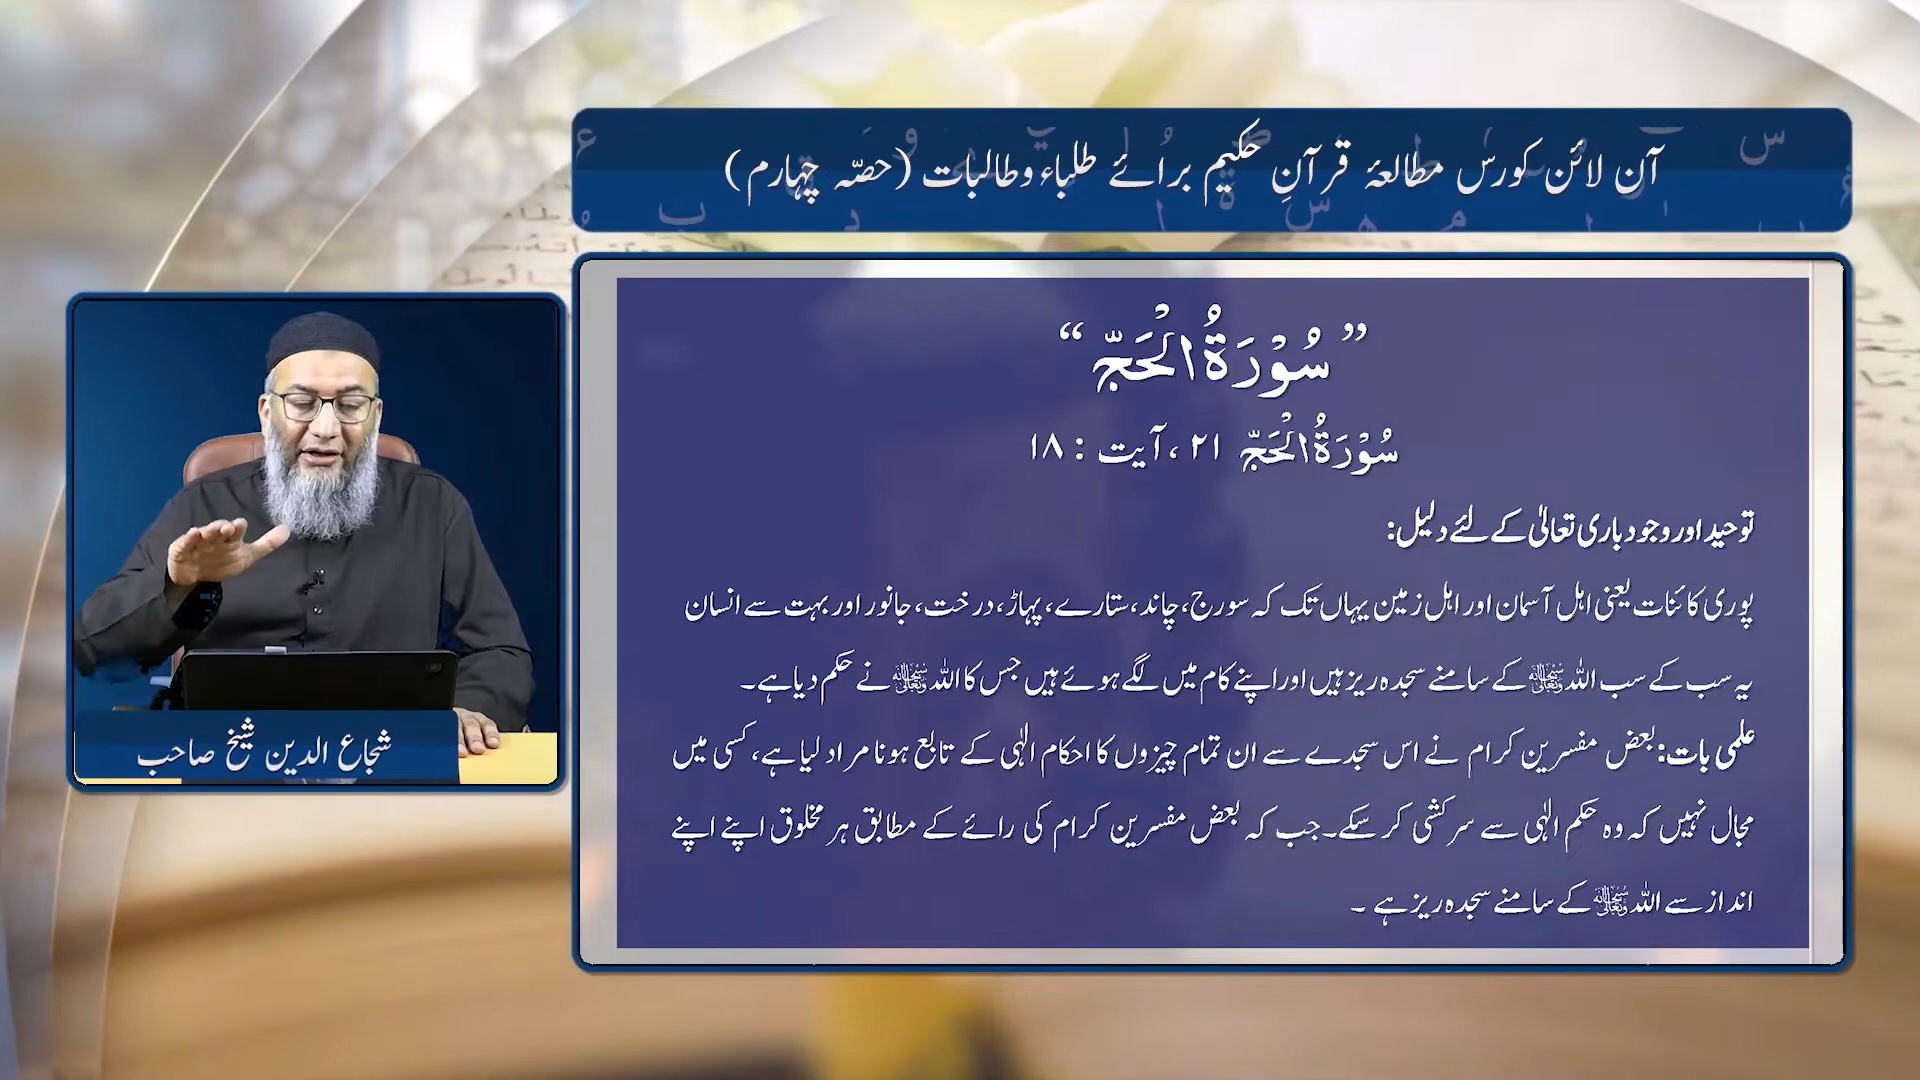 آن لائن کورس مطالعۂ قرآنِ حکیم برائے طلباء وطالبات (حصّہ چہارم)
”سُوْرَۃُ الْحَجّ“
سُوْرَۃُ الْحَجّ ۲۱، آیت : ۱۸
توحید اور وجود باری تعالیٰ کے لئے دلیل:
پوری کائنات یعنی اہل آسمان اور اہل زمین یہاں تک کہ سورج، چاند، ستارے، پہاڑ، درخت، جانور اور بہت سے انسان
یہ سب کے سب اللہ سبحانہ وتعالیٰ کے سامنے سجدہ ریز ہیں اور اپنے کام میں لگے ہوئے ہیں جس کا اللہ سبحانہ وتعالیٰ نے حکم دیا ہے۔
علمی بات: بعض مفسرین کرام نے اس سجدے سے ان تمام چیزوں کا احکام الٰہی کے تابع ہونا مراد لیا ہے، کسی میں
مجال نہیں کہ وہ حکم الٰہی سے سرکشی کر سکے۔ جب کہ بعض مفسرین کرام کی رائے کے مطابق ہر مخلوق اپنے اپنے
انداز سے اللہ سبحانہ وتعالیٰ کے سامنے سجدہ ریز ہے ۔
شجاع الدین شیخ صاحب